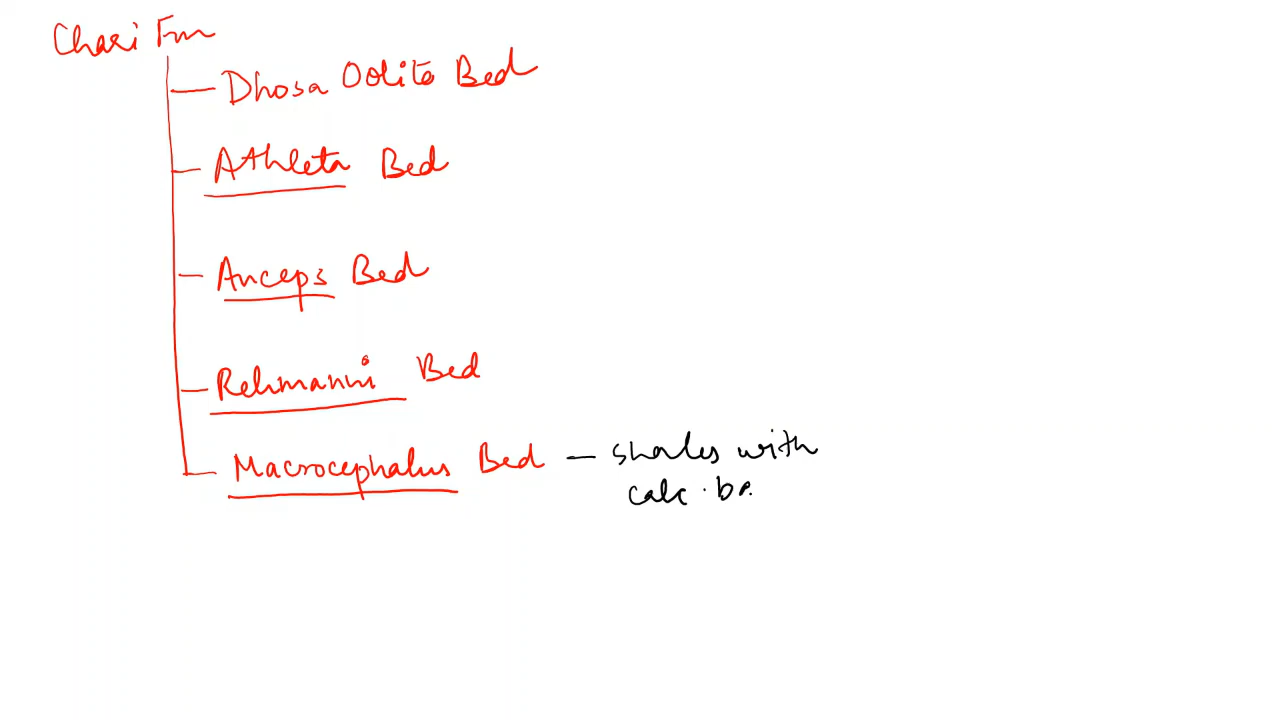 Chari Fm
Dhosa Oolite Bed
Athleta Bed
Anceps Bed
Rehmanni Bed
Macrocephalus Bed — shales with
calc. ba